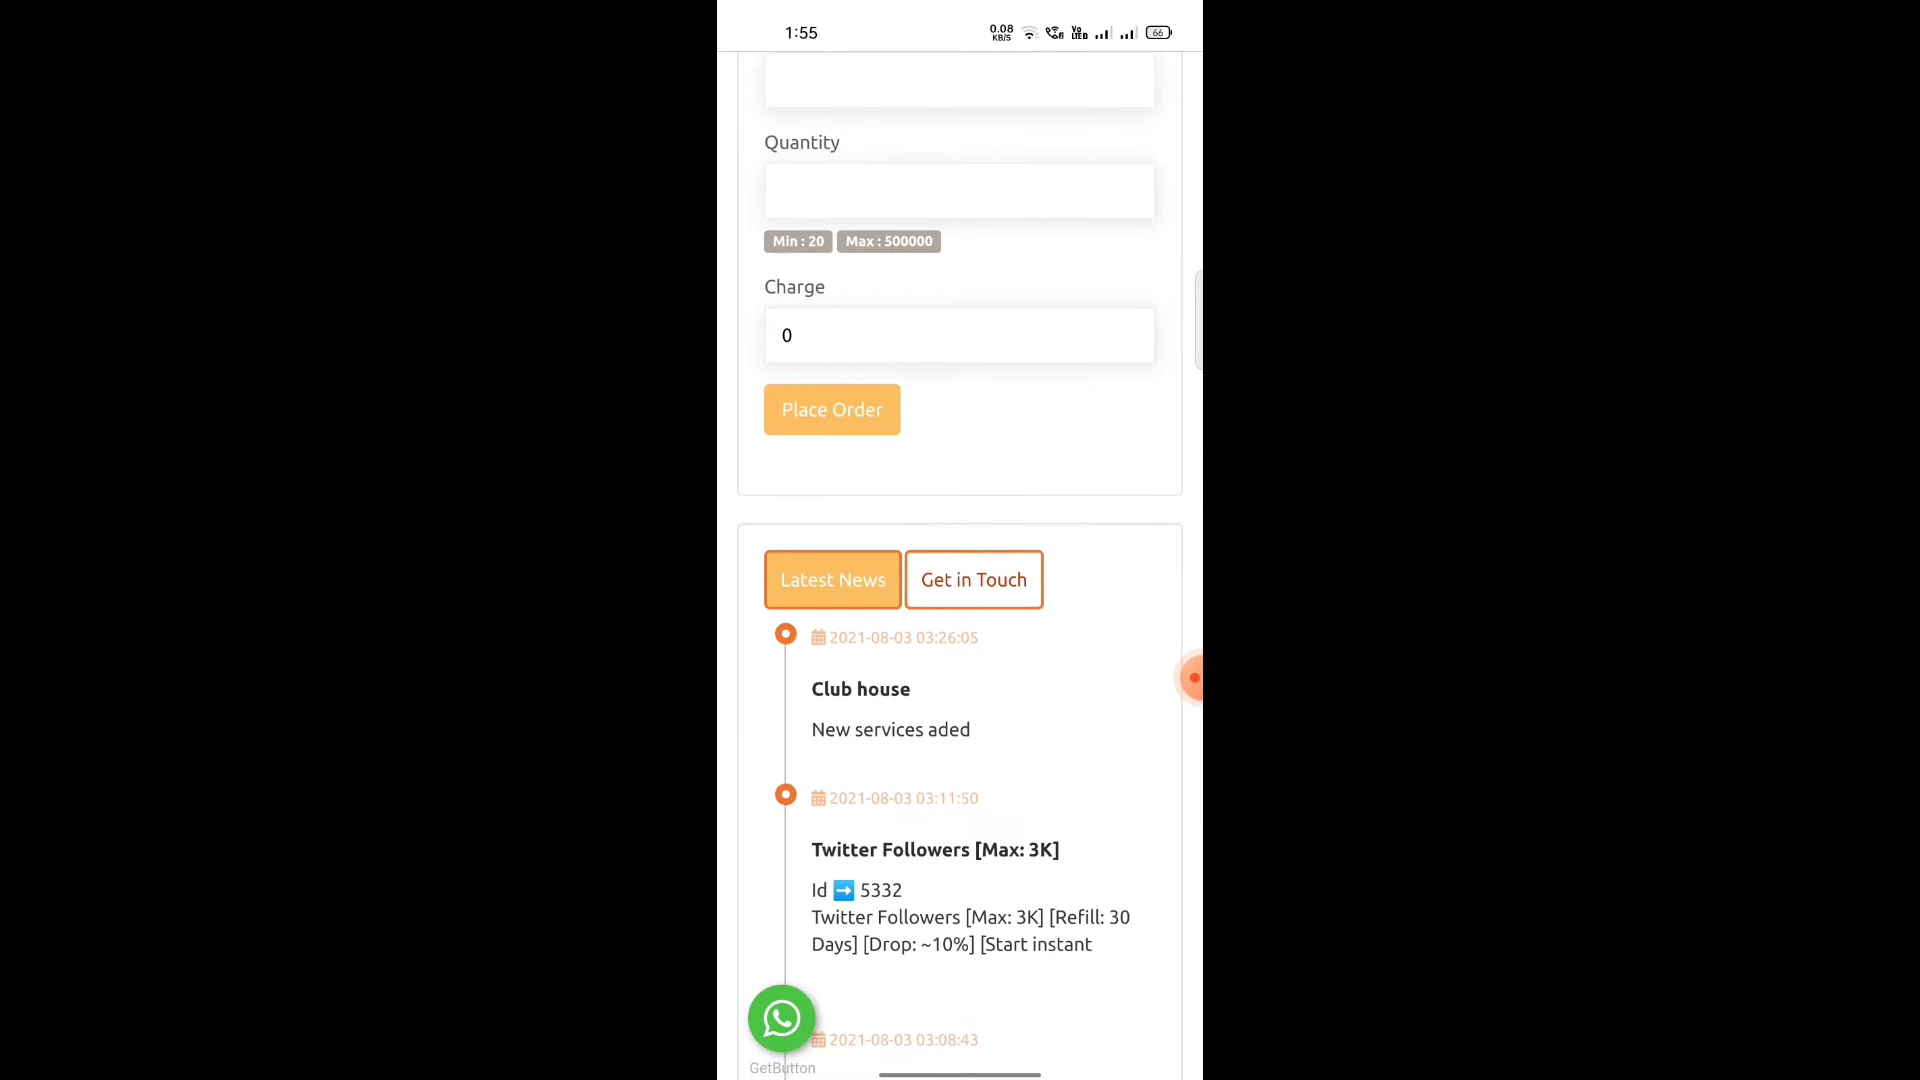 1:55
0.08
KB/S
Vo
LTE
66
Quantity
Min : 20 Max : 500000
Charge
0
Place Order
Latest News Get in Touch
2021-08-03 03:26:05
Club house
New services aded
2021-08-03 03:11:50
Twitter Followers [Max: 3K]
Id ➡️ 5332
Twitter Followers [Max: 3K] [Refill: 30
Days] [Drop: ~10%] [Start instant
2021-08-03 03:08:43
GetButton